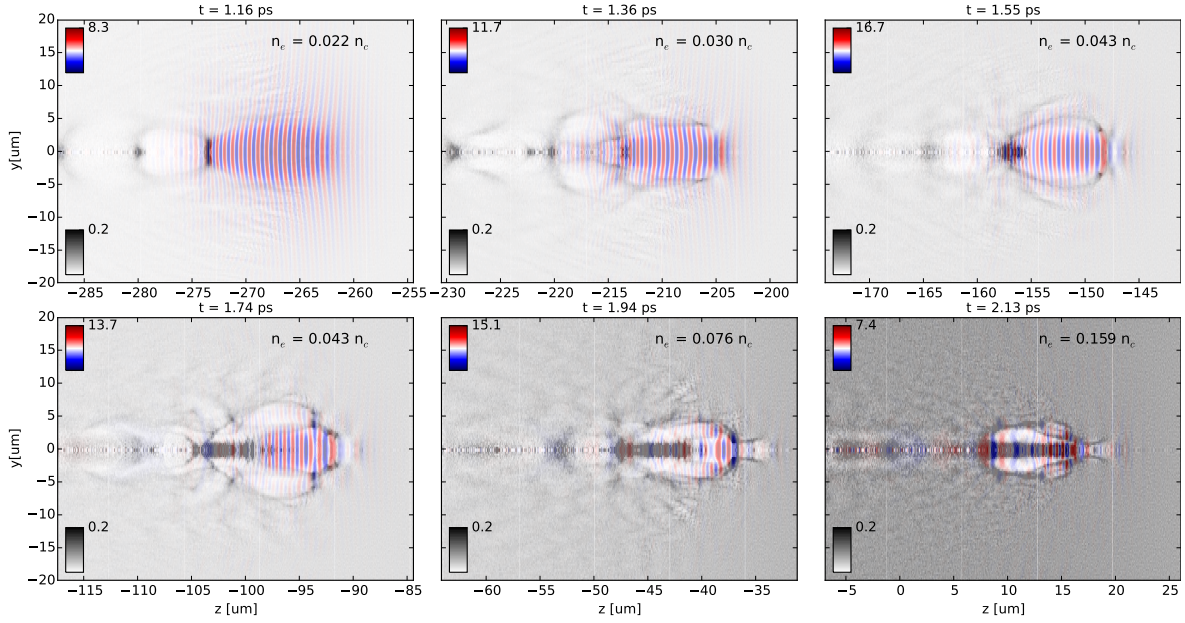 t = 1.16 ps
t = 1.36 ps
t = 1.55 ps
20
15
10
5
0
−5
−10
−15
−20
y[um]
8.3
n_e = 0.022 n_c
0.2
−285 −280 −275 −270 −265 −260 −255
11.7
n_e = 0.030 n_c
0.2
−230 −225 −220 −215 −210 −205 −200
16.7
n_e = 0.043 n_c
0.2
−170 −165 −160 −155 −150 −145
t = 1.74 ps
t = 1.94 ps
t = 2.13 ps
20
15
10
5
0
−5
−10
−15
−20
y[um]
13.7
n_e = 0.043 n_c
0.2
−115 −110 −105 −100 −95 −90 −85
z [um]
15.1
n_e = 0.076 n_c
0.2
−60 −55 −50 −45 −40 −35
z [um]
7.4
n_e = 0.159 n_c
0.2
−5 0 5 10 15 20 25
z [um]